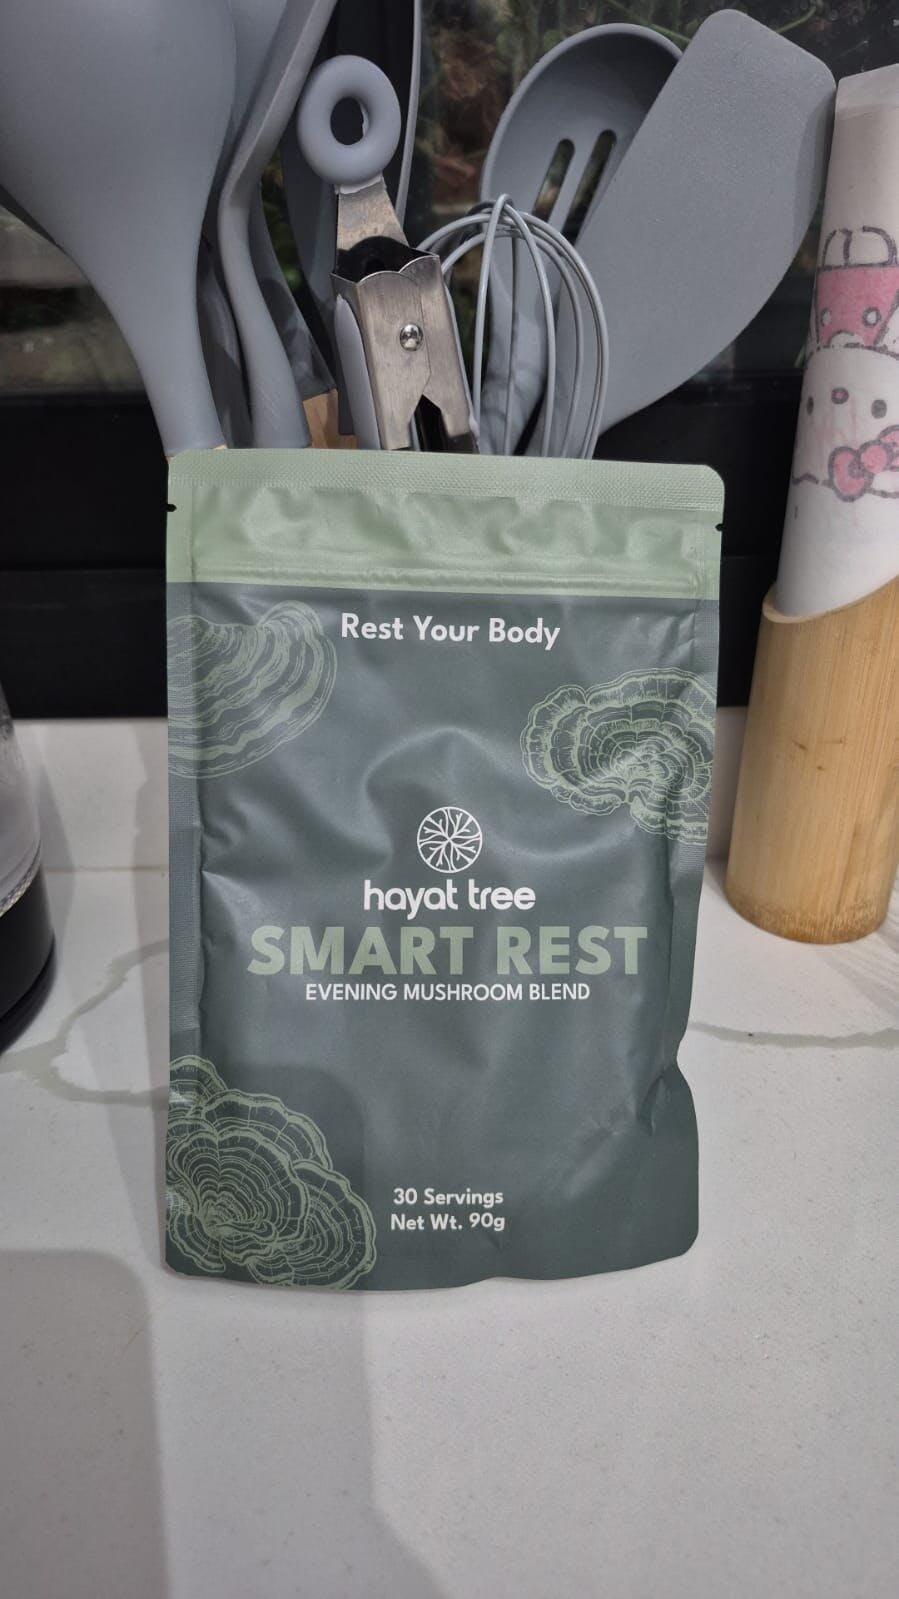 Rest Your Body
hayat tree
SMART REST
EVENING MUSHROOM BLEND
30 Servings
Net Wt. 90g